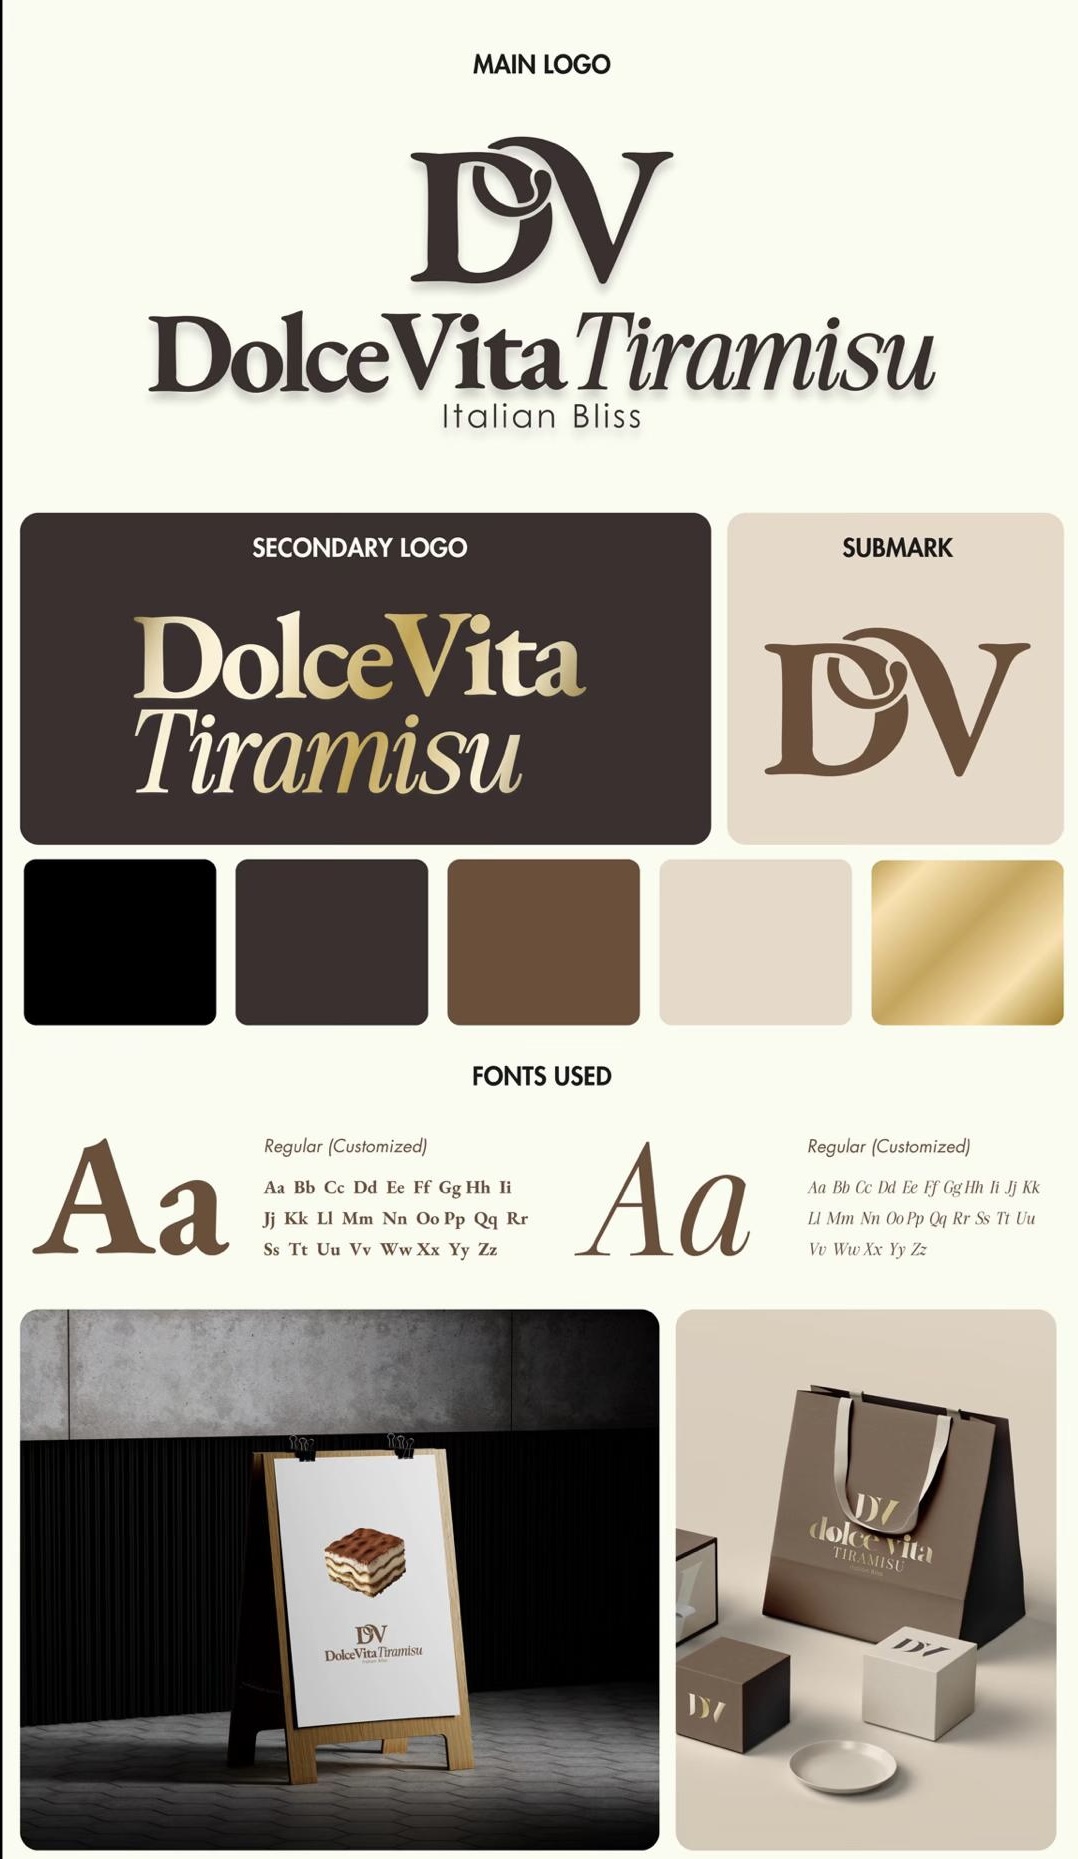 MAIN LOGO
DV
DolceVita Tiramisu
Italian Bliss
SECONDARY LOGO
DolceVita
Tiramisu
SUBMARK
DV
FONTS USED
Aa
Regular (Customized)
Aa Bb Cc Dd Ee Ff Gg Hh Ii
Jj Kk Ll Mm Nn Oo Pp Qq Rr
Ss Tt Uu Vv Ww Xx Yy Zz
Aa
Regular (Customized)
Aa Bb Cc Dd Ee Ff Gg Hh Ii Jj Kk
Ll Mm Nn Oo Pp Qq Rr Ss Tt Uu
Vv Ww Xx Yy Zz
DV
DolceVita Tiramisu
Italian Bliss
DV
dolce vita
TIRAMISU
Italian Bliss
DV
DV